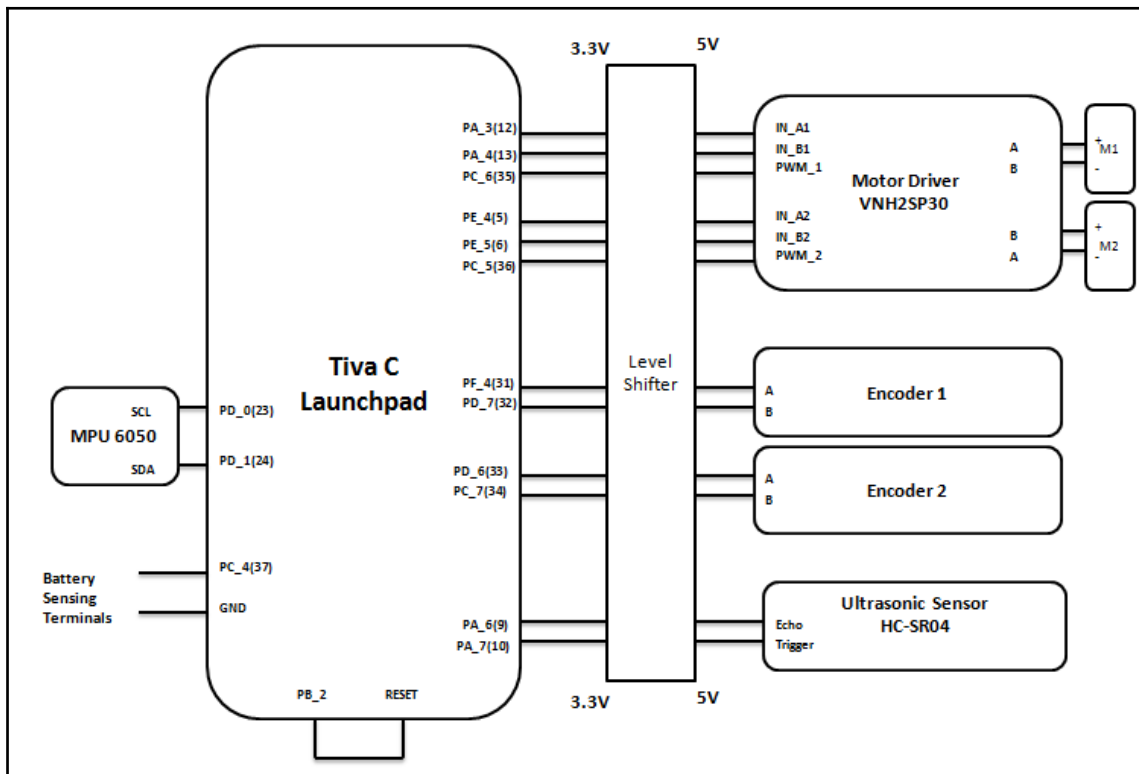 3.3V
5V
PA_3(12)
PA_4(13)
PC_6(35)
PE_4(5)
PE_5(6)
PC_5(36)
IN_A1
IN_B1
PWM_1
IN_A2
IN_B2
PWM_2
Motor Driver
VNH2SP30
A
B
B
A
+
M1
-
+
M2
-
Tiva C
Launchpad
Level
Shifter
PF_4(31)
PD_7(32)
A
B
Encoder 1
SCL
MPU 6050
SDA
PD_0(23)
PD_1(24)
PD_6(33)
PC_7(34)
A
B
Encoder 2
Battery
Sensing
Terminals
PC_4(37)
GND
PA_6(9)
PA_7(10)
Ultrasonic Sensor
HC-SR04
Echo
Trigger
PB_2
RESET
3.3V
5V